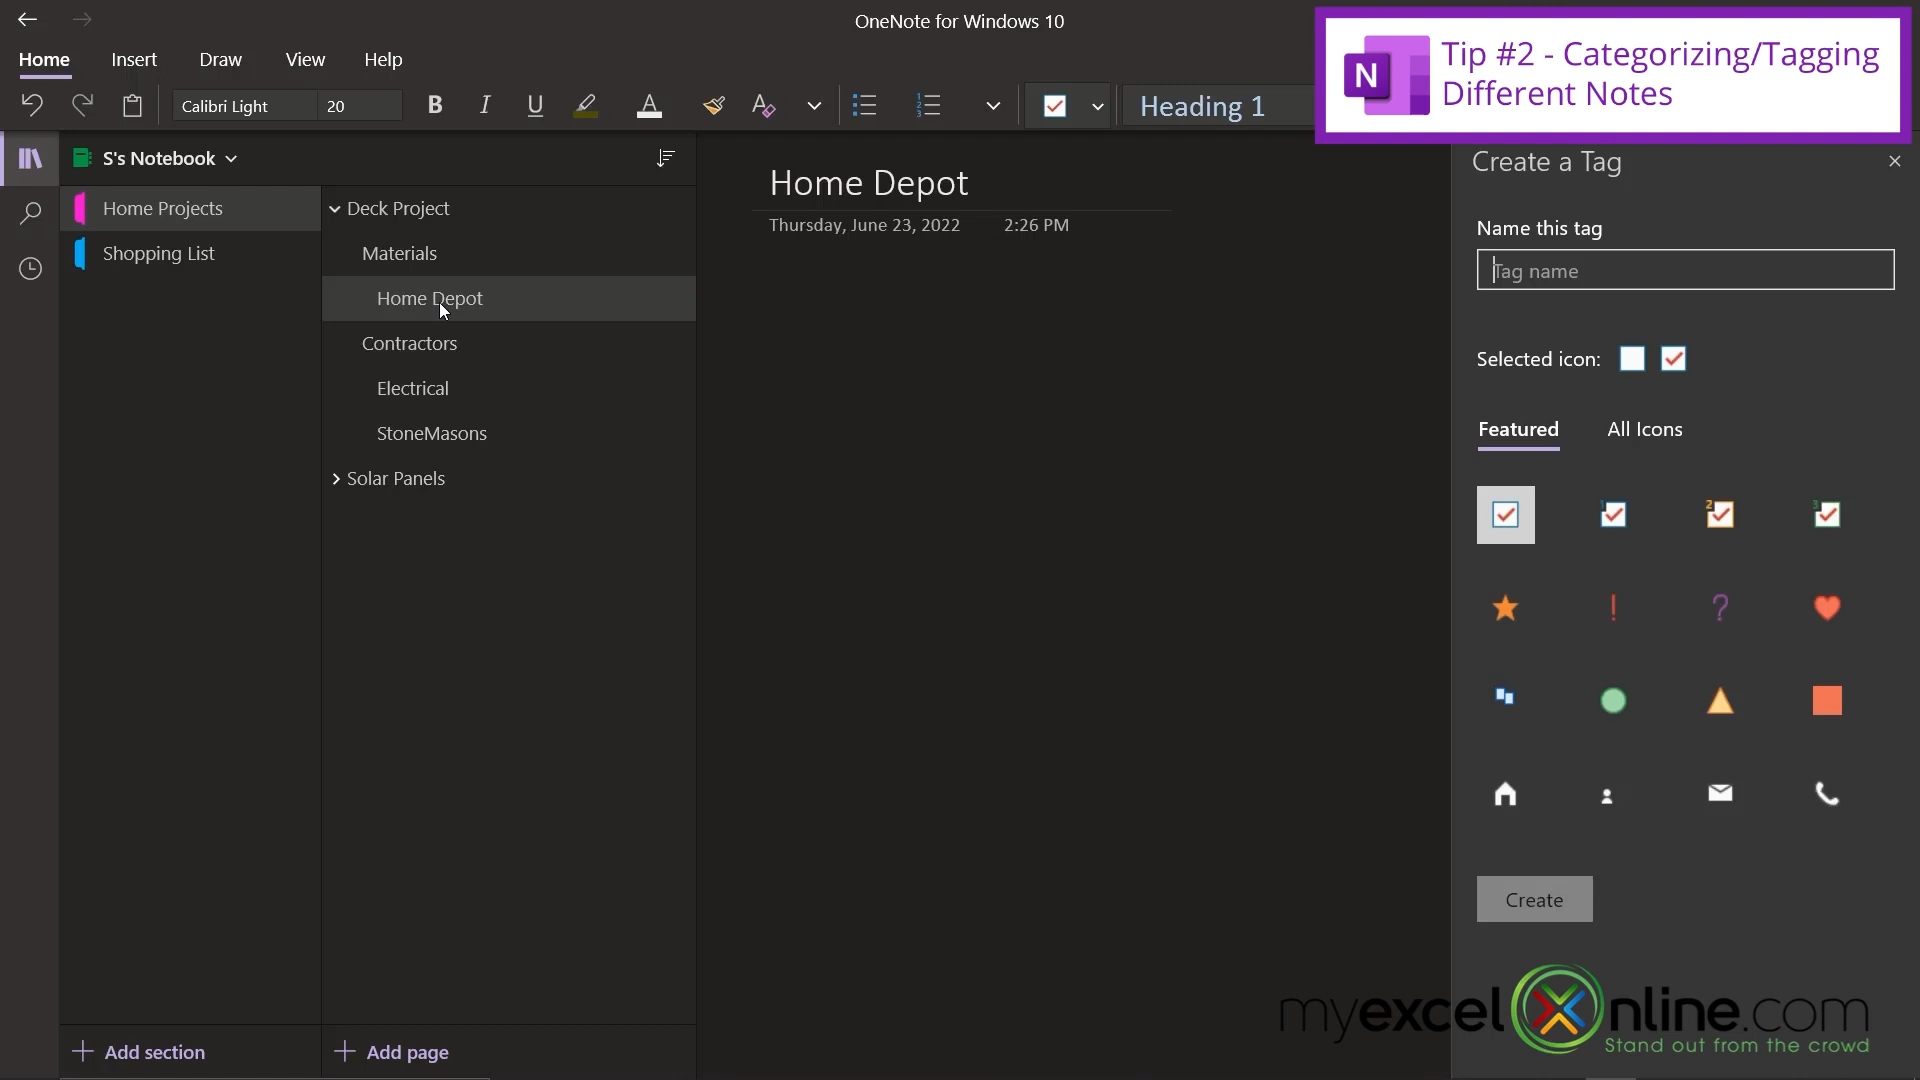 OneNote for Windows 10
N
Tip #2 - Categorizing/Tagging
Different Notes
Home Insert Draw View Help
Calibri Light 20 B I U A A Heading 1
S's Notebook
Home Projects
Shopping List
Deck Project
Materials
Home Depot
Contractors
Electrical
StoneMasons
Solar Panels
Home Depot
Thursday, June 23, 2022 2:26 PM
Create a Tag
Name this tag
Tag name
Selected icon:
Featured All Icons
1 2 3
! ?
Create
Add section
Add page
myexcelonline.com
Stand out from the crowd